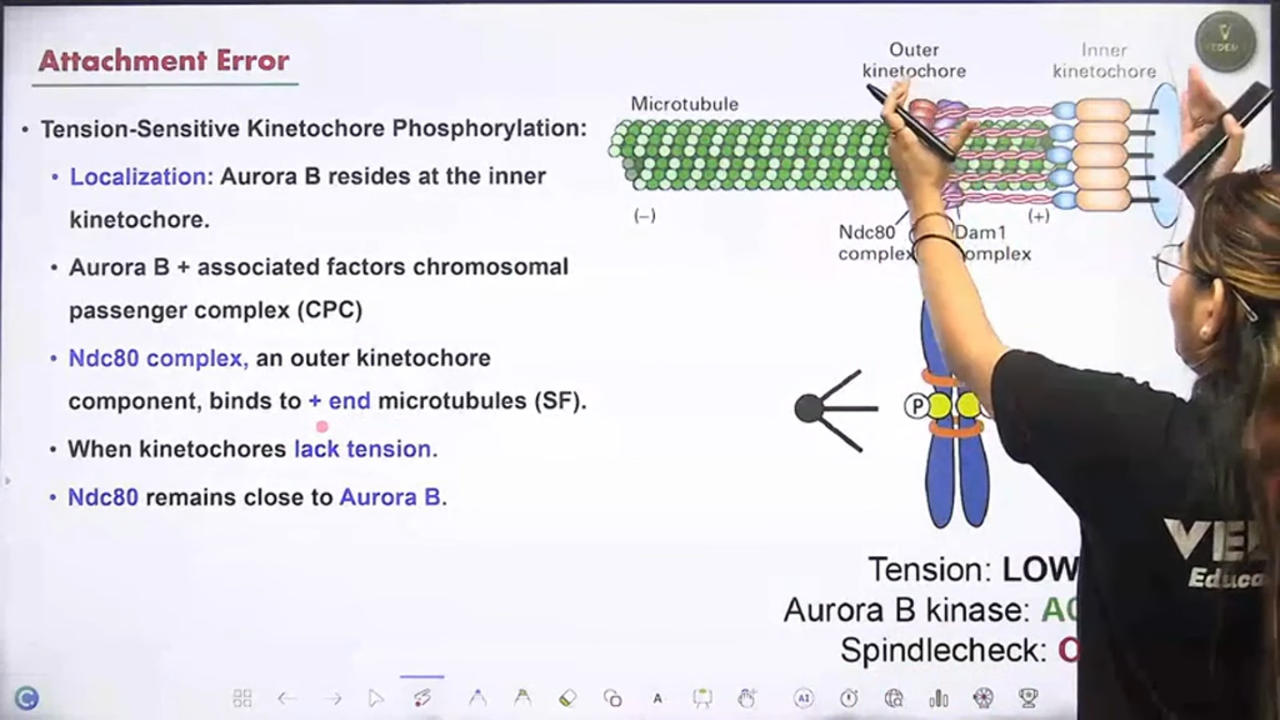 Attachment Error
• Tension-Sensitive Kinetochore Phosphorylation:
• Localization: Aurora B resides at the inner
kinetochore.
• Aurora B + associated factors chromosomal
passenger complex (CPC)
• Ndc80 complex, an outer kinetochore
component, binds to + end microtubules (SF).
• When kinetochores lack tension.
• Ndc80 remains close to Aurora B.
Outer
kinetochore
Inner
kinetochore
Microtubule
(–)
(+)
Ndc80
complex
Dam1
omplex
P
Tension: LOW
Aurora B kinase:
Spindlecheck:
AI
A